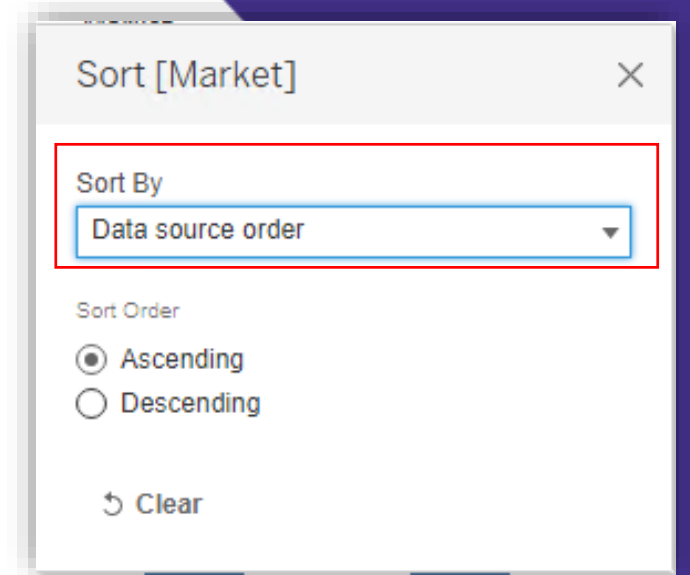 Sort [Market]
Sort By
Data source order
Sort Order
Ascending
Descending
Clear